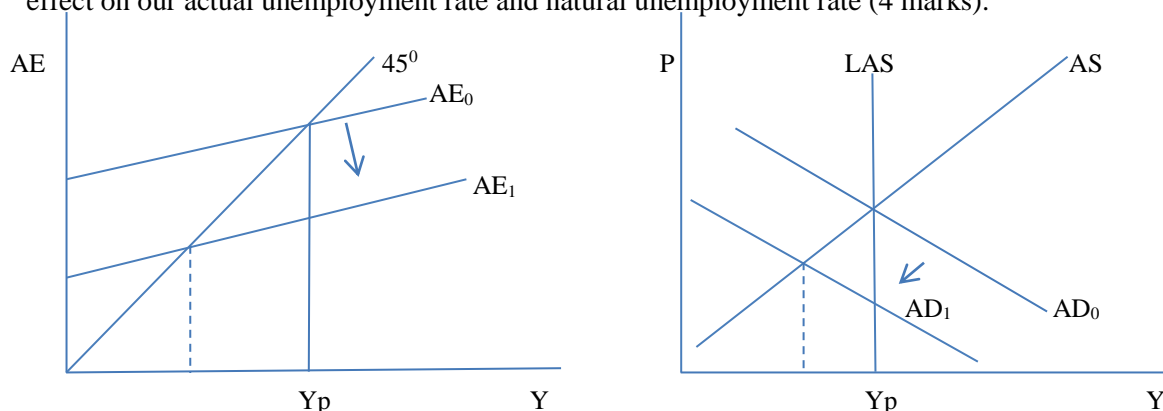 effect on our actual unemployment rate and natural unemployment rate (4 marks).
AE
45⁰
AE₀
AE₁
Yp
Y
P
LAS
AS
AD₁
AD₀
Yp
Y